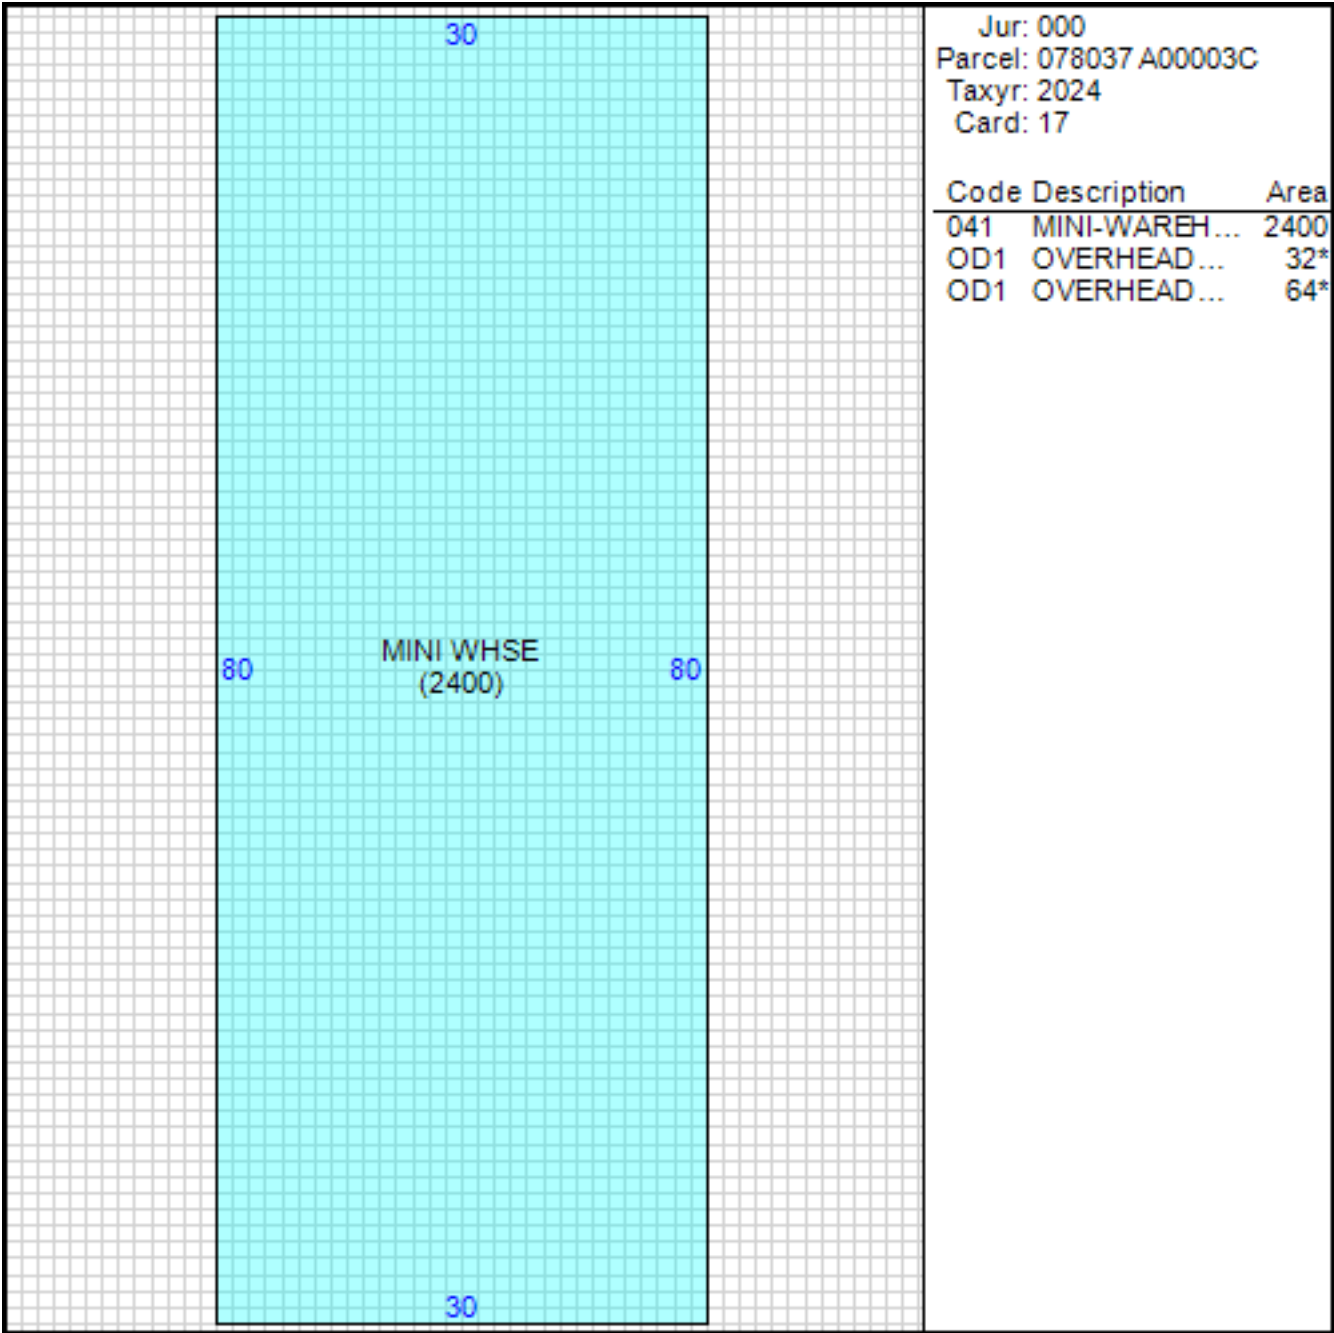 30
80
MINI WHSE
(2400)
80
30
Jur: 000
Parcel: 078037 A00003C
Taxyr: 2024
Card: 17
Code Description Area
041 MINI-WAREH... 2400
OD1 OVERHEAD... 32*
OD1 OVERHEAD... 64*